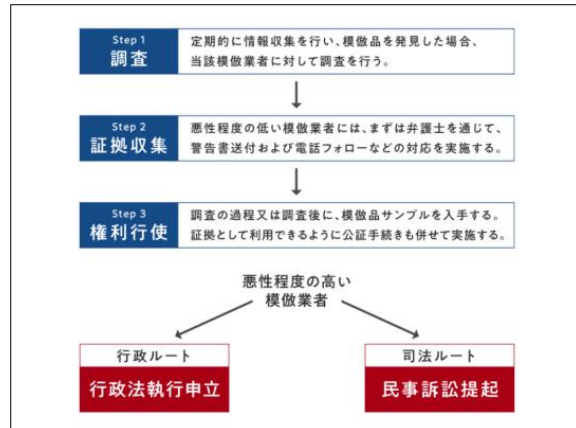 Step 1
調査
定期的に情報収集を行い、模倣品を発見した場合、
当該模倣業者に対して調査を行う。
Step 2
証拠収集
悪性程度の低い模倣業者には、まずは弁護士を通じて、
警告書送付および電話フォローなどの対応を実施する。
Step 3
権利行使
調査の過程又は調査後に、模倣品サンプルを入手する。
証拠として利用できるように公証手続きも併せて実施する。
悪性程度の高い
模倣業者
行政ルート
行政法執行申立
司法ルート
民事訴訟提起